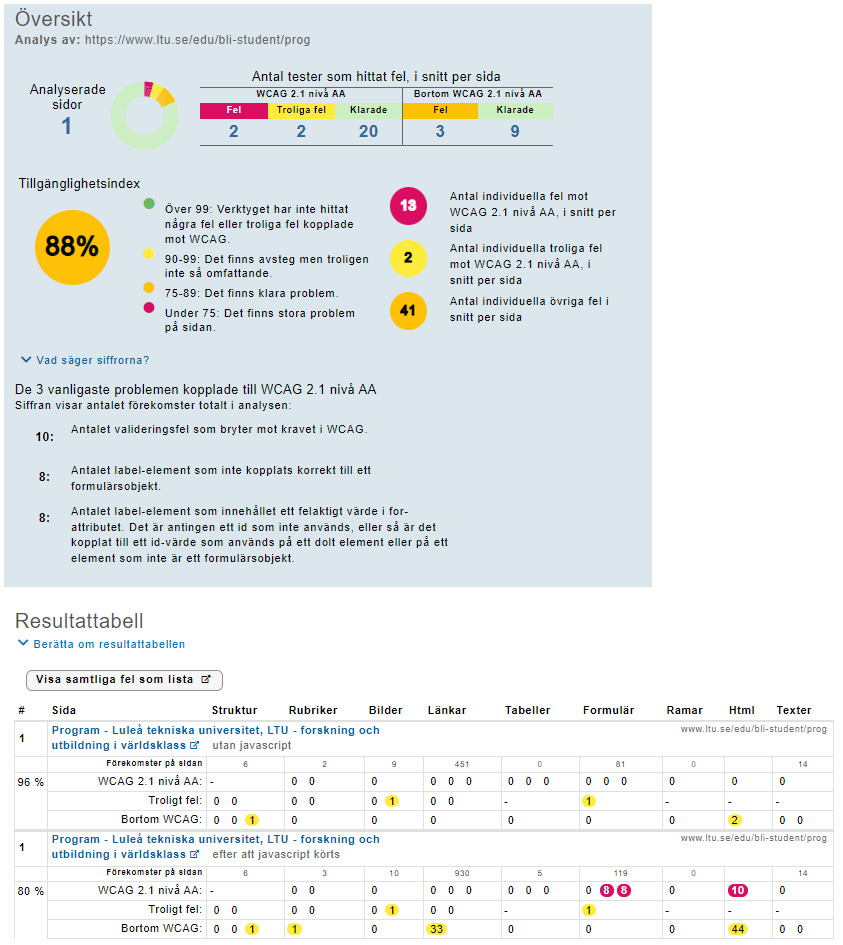 Översikt
Analys av: https://www.ltu.se/edu/bli-student/prog
Analyserade
sidor
1
Antal tester som hittat fel, i snitt per sida
WCAG 2.1 nivå AA Bortom WCAG 2.1 nivå AA
Fel Troliga fel Klarade Fel Klarade
2 2 20 3 9
Tillgänglighetsindex
88%
Över 99: Verktyget har inte hittat
några fel eller troliga fel kopplade
mot WCAG.
90-99: Det finns avsteg men troligen
inte så omfattande.
75-89: Det finns klara problem.
Under 75: Det finns stora problem
på sidan.
13
Antal individuella fel mot
WCAG 2.1 nivå AA, i snitt per
sida
2
Antal individuella troliga fel
mot WCAG 2.1 nivå AA, i
snitt per sida
41
Antal individuella övriga fel i
snitt per sida
Vad säger siffrorna?
De 3 vanligaste problemen kopplade till WCAG 2.1 nivå AA
Siffran visar antalet förekomster totalt i analysen:
10: Antalet valideringsfel som bryter mot kravet i WCAG.
8: Antalet label-element som inte kopplats korrekt till ett
formulärsobjekt.
8: Antalet label-element som innehållet ett felaktigt värde i for-
attributet. Det är antingen ett id som inte används, eller så är det
kopplat till ett id-värde som används på ett dolt element eller på ett
element som inte är ett formulärsobjekt.
Resultattabell
Berätta om resultattabellen
Visa samtliga fel som lista
# Sida Struktur Rubriker Bilder Länkar Tabeller Formulär Ramar Html Texter
1 Program - Luleå tekniska universitet, LTU - forskning och www.ltu.se/edu/bli-student/prog
utbildning i världsklass utan javascript
Förekomster på sidan 6 2 9 451 0 81 0 14
96 % WCAG 2.1 nivå AA: - 0 0 0 0 0 0 0 0 0 0 0 0 0 0 0
Troligt fel: 0 0 0 0 0 1 0 0 - 1 - - -
Bortom WCAG: 0 0 1 0 0 0 0 0 0 2 0 0
1 Program - Luleå tekniska universitet, LTU - forskning och www.ltu.se/edu/bli-student/prog
utbildning i världsklass efter att javascript körts
Förekomster på sidan 6 3 10 930 5 119 0 14
80 % WCAG 2.1 nivå AA: - 0 0 0 0 0 0 0 0 0 0 8 8 0 10 0
Troligt fel: 0 0 0 0 0 1 0 0 - 1 - - -
Bortom WCAG: 0 0 1 1 0 33 0 0 0 44 0 0